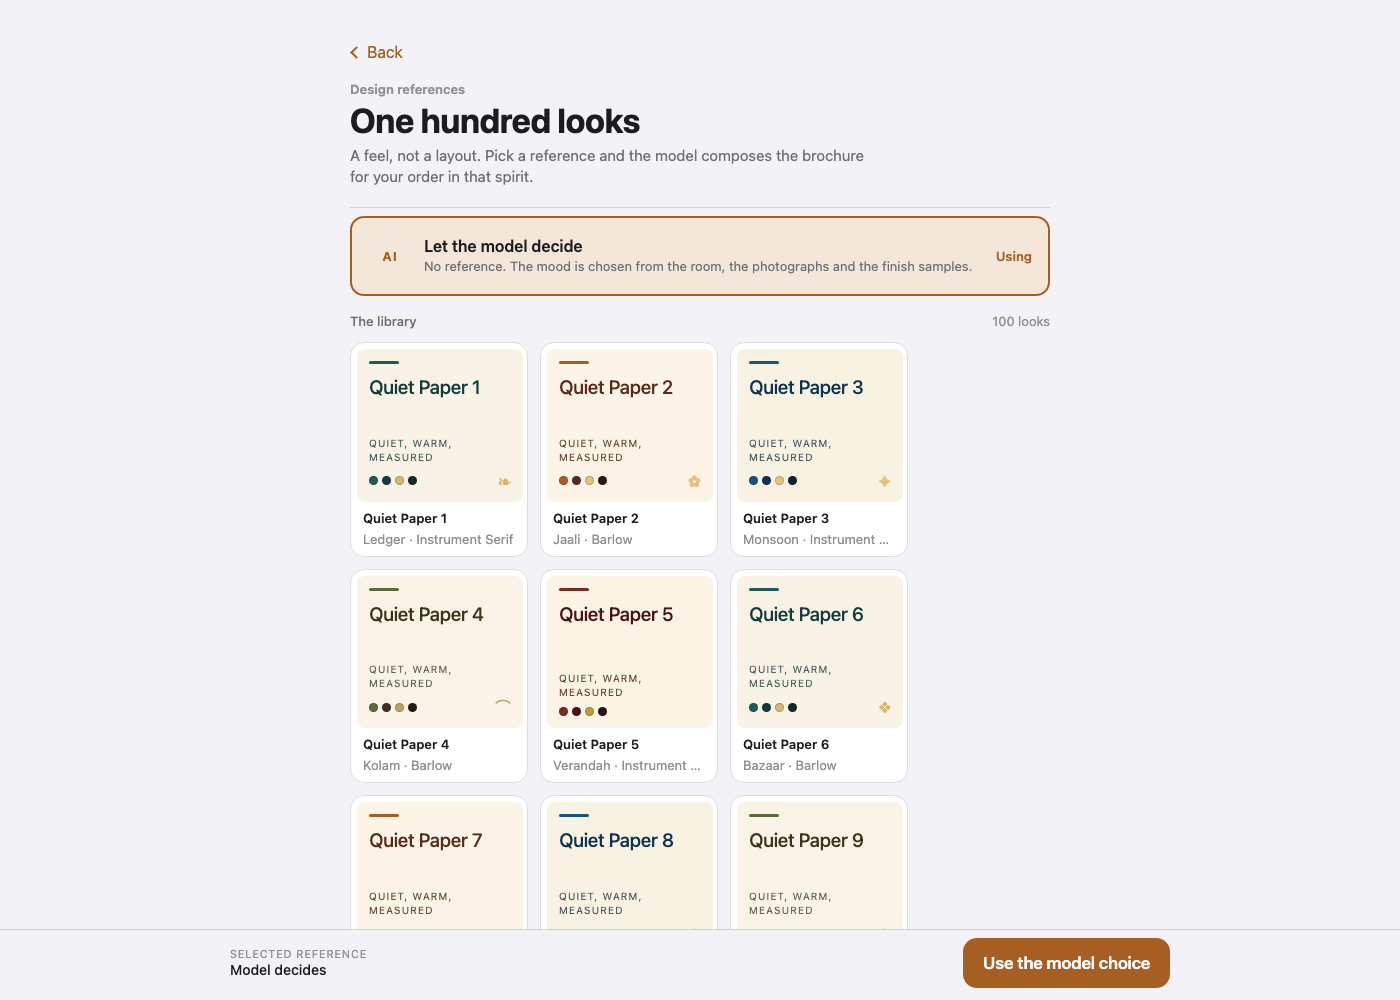 Back
Design references
One hundred looks
A feel, not a layout. Pick a reference and the model composes the brochure
for your order in that spirit.
AI
Let the model decide
No reference. The mood is chosen from the room, the photographs and the finish samples.
Using
The library
100 looks
Quiet Paper 1
QUIET, WARM,
MEASURED
Quiet Paper 1
Ledger · Instrument Serif
Quiet Paper 2
QUIET, WARM,
MEASURED
Quiet Paper 2
Jaali · Barlow
Quiet Paper 3
QUIET, WARM,
MEASURED
Quiet Paper 3
Monsoon · Instrument ...
Quiet Paper 4
QUIET, WARM,
MEASURED
Quiet Paper 4
Kolam · Barlow
Quiet Paper 5
QUIET, WARM,
MEASURED
Quiet Paper 5
Verandah · Instrument ...
Quiet Paper 6
QUIET, WARM,
MEASURED
Quiet Paper 6
Bazaar · Barlow
Quiet Paper 7
QUIET, WARM,
MEASURED
Quiet Paper 8
QUIET, WARM,
MEASURED
Quiet Paper 9
QUIET, WARM,
MEASURED
SELECTED REFERENCE
Model decides
Use the model choice